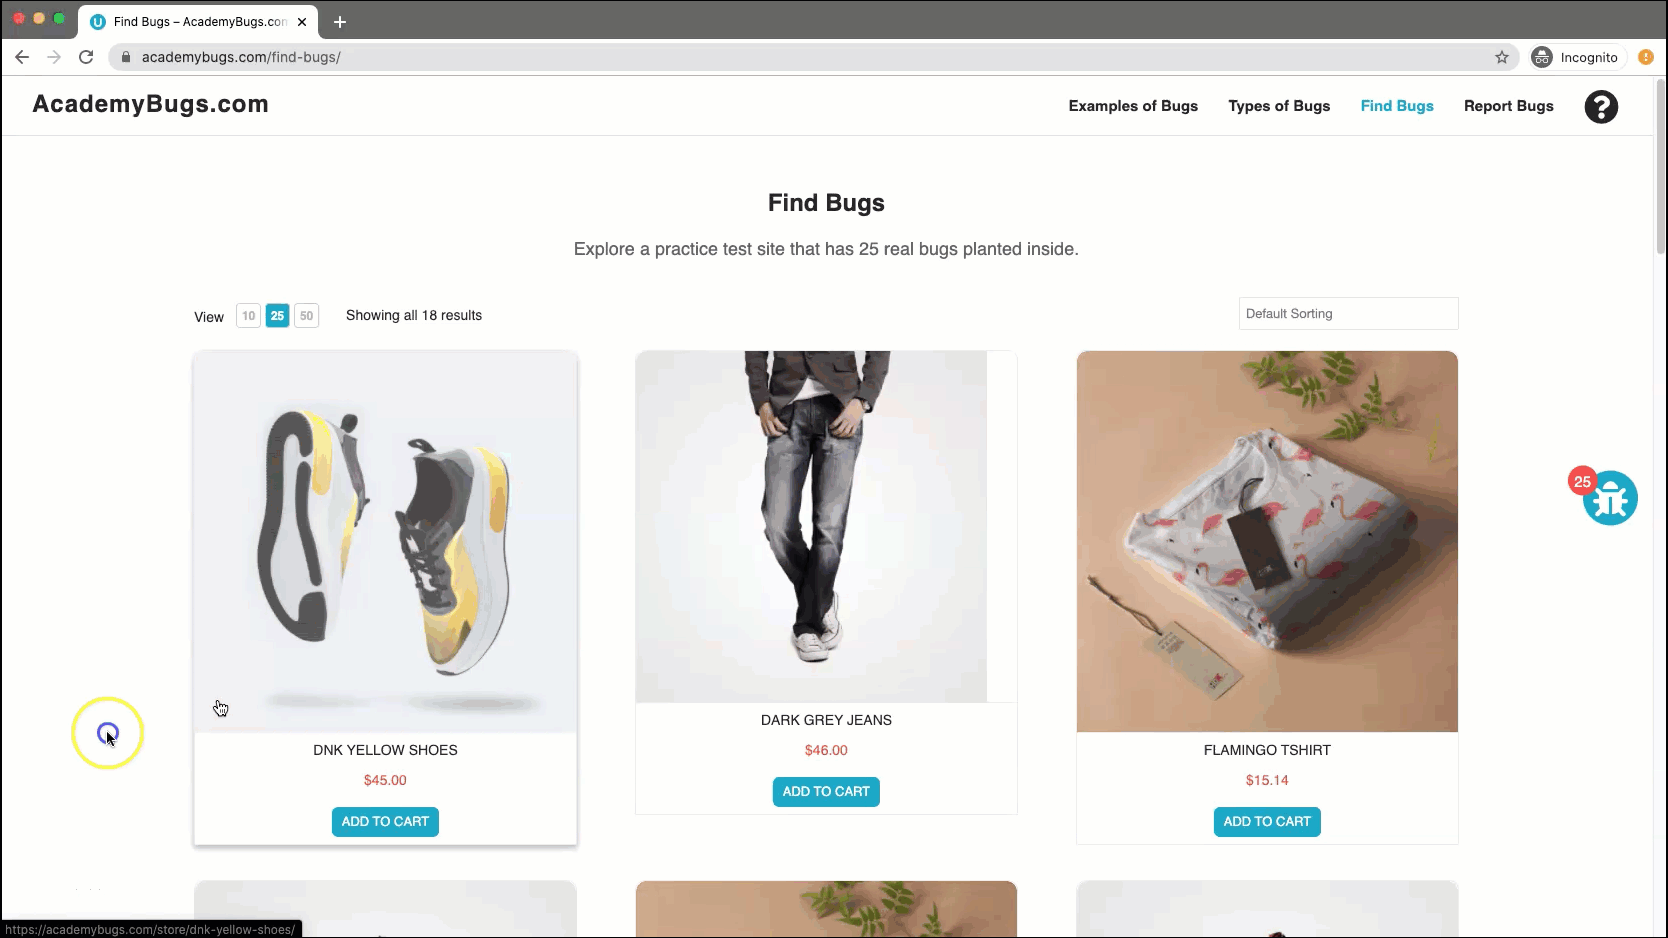 Find Bugs – AcademyBugs.com
academybugs.com/find-bugs/
Incognito
AcademyBugs.com
Examples of Bugs
Types of Bugs
Find Bugs
Report Bugs
?
Find Bugs
Explore a practice test site that has 25 real bugs planted inside.
View 10 25 50 Showing all 18 results
Default Sorting
25
DNK YELLOW SHOES
$45.00
ADD TO CART
DARK GREY JEANS
$46.00
ADD TO CART
FLAMINGO TSHIRT
$15.14
ADD TO CART
https://academybugs.com/store/dnk-yellow-shoes/